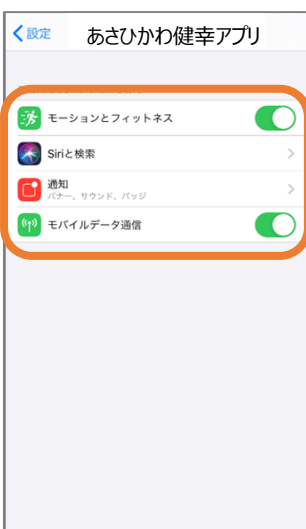 設定
あさひかわ健幸アプリ
モーションとフィットネス
Siriと検索
通知
バナー、サウンド、バッジ
モバイルデータ通信